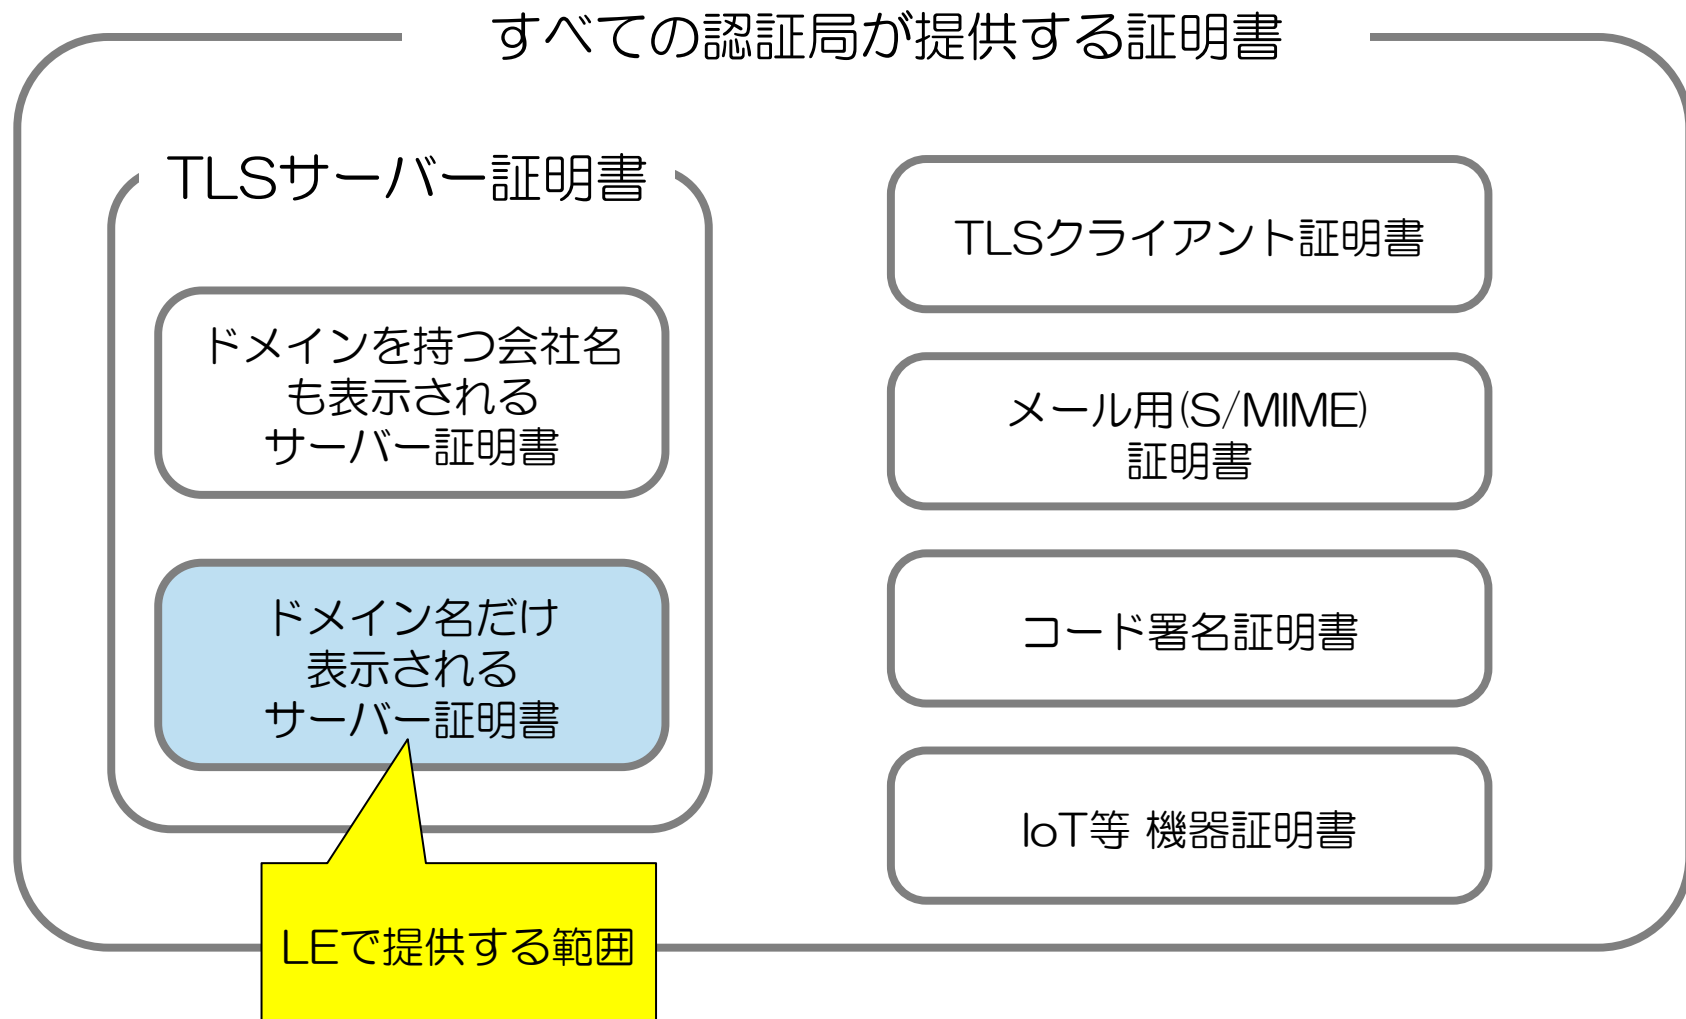 すべての認証局が提供する証明書
TLSサーバー証明書
ドメインを持つ会社名
も表示される
サーバー証明書
ドメイン名だけ
表示される
サーバー証明書
LEで提供する範囲
TLSクライアント証明書
メール用(S/MIME)
証明書
コード署名証明書
IoT等 機器証明書